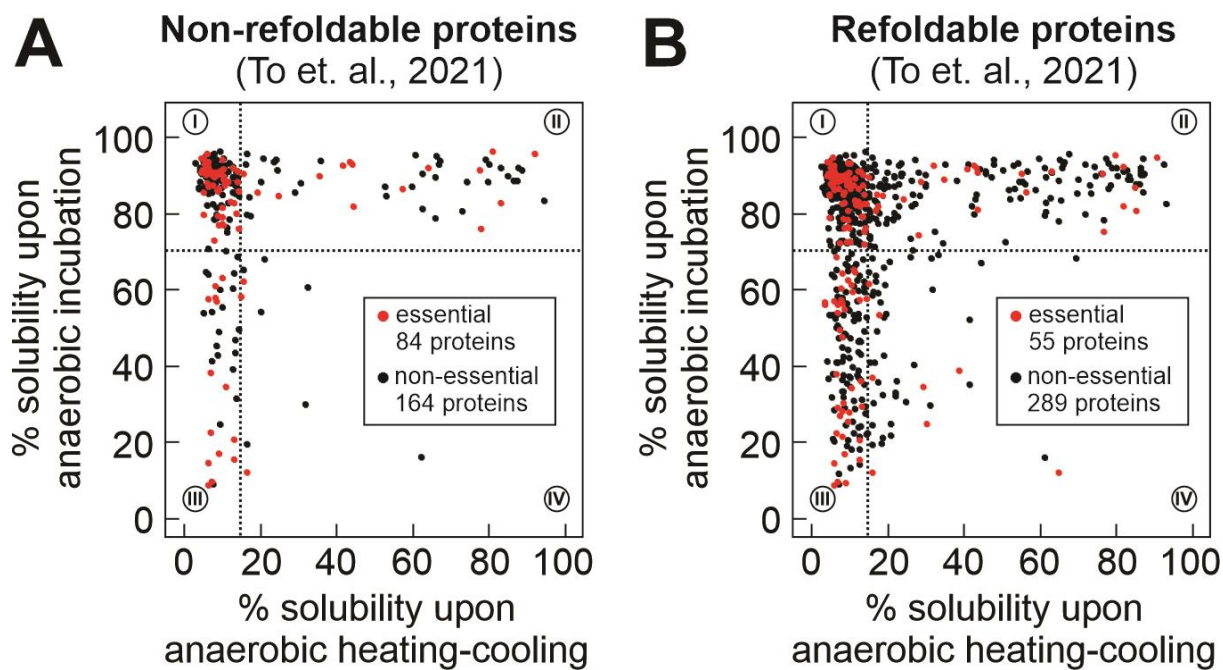 A
Non-refoldable proteins
(To et. al., 2021)
I
II
100
80
60
40
20
0
% solubility upon
anaerobic incubation
essential
84 proteins
non-essential
164 proteins
III
IV
0 20 40 60 80 100
% solubility upon
anaerobic heating-cooling
B
Refoldable proteins
(To et. al., 2021)
I
II
100
80
60
40
20
0
% solubility upon
anaerobic incubation
essential
55 proteins
non-essential
289 proteins
III
IV
0 20 40 60 80 100
% solubility upon
anaerobic heating-cooling